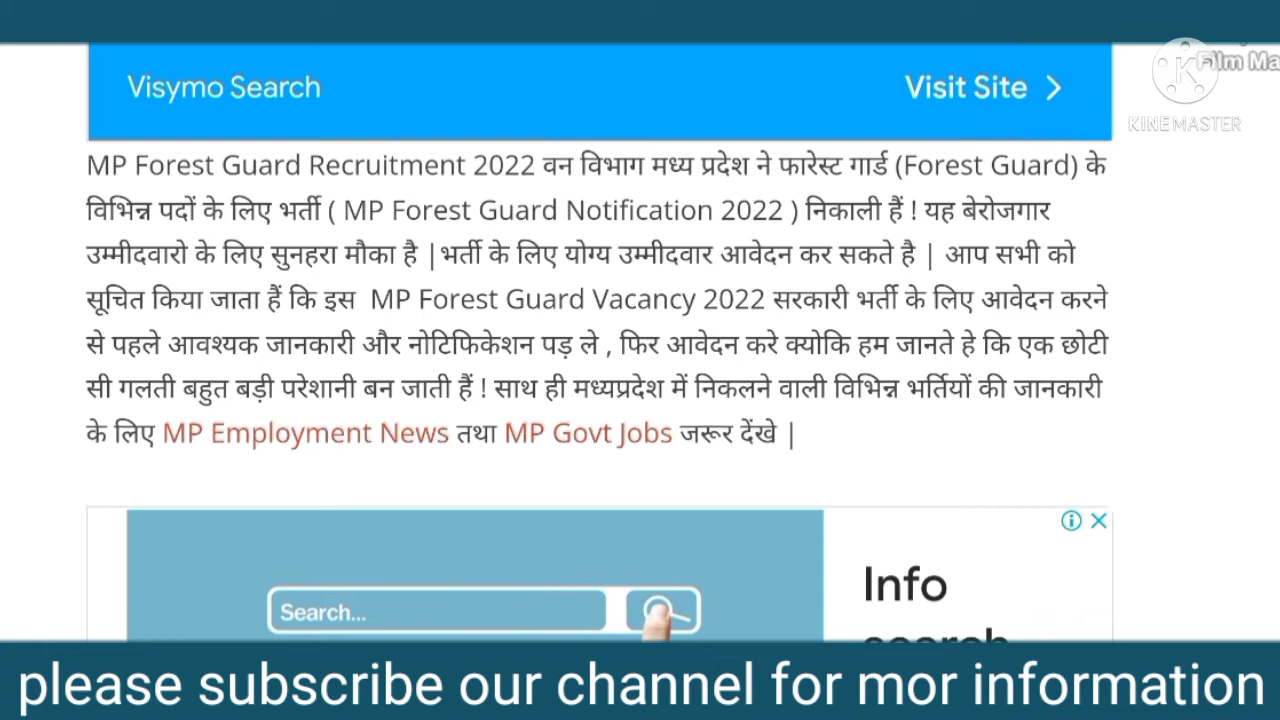 Visymo Search
Visit Site
Film Ma
KINEMASTER
MP Forest Guard Recruitment 2022 वन विभाग मध्य प्रदेश ने फारेस्ट गार्ड (Forest Guard) के
विभिन्न पदों के लिए भर्ती ( MP Forest Guard Notification 2022 ) निकाली हैं ! यह बेरोजगार
उम्मीदवारो के लिए सुनहरा मौका है |भर्ती के लिए योग्य उम्मीदवार आवेदन कर सकते है | आप सभी को
सूचित किया जाता हैं कि इस MP Forest Guard Vacancy 2022 सरकारी भर्ती के लिए आवेदन करने
से पहले आवश्यक जानकारी और नोटिफिकेशन पड़ ले , फिर आवेदन करे क्योकि हम जानते हे कि एक छोटी
सी गलती बहुत बड़ी परेशानी बन जाती हैं ! साथ ही मध्यप्रदेश में निकलने वाली विभिन्न भर्तियों की जानकारी
के लिए MP Employment News तथा MP Govt Jobs जरूर देंखे |
Search...
Info
search
please subscribe our channel for mor information